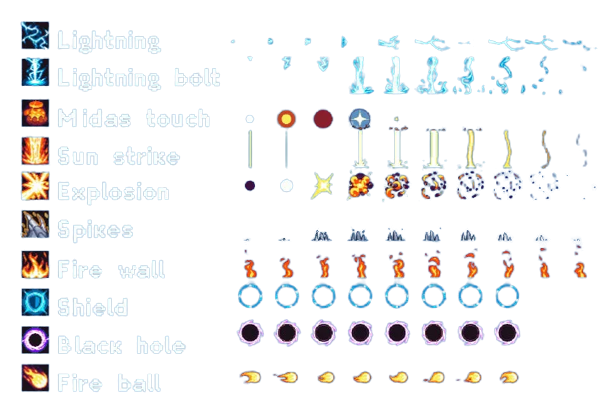 Lightning
Lightning bolt
Midas touch
Sun strike
Explosion
Spikes
Fire wall
Shield
Black hole
Fire ball